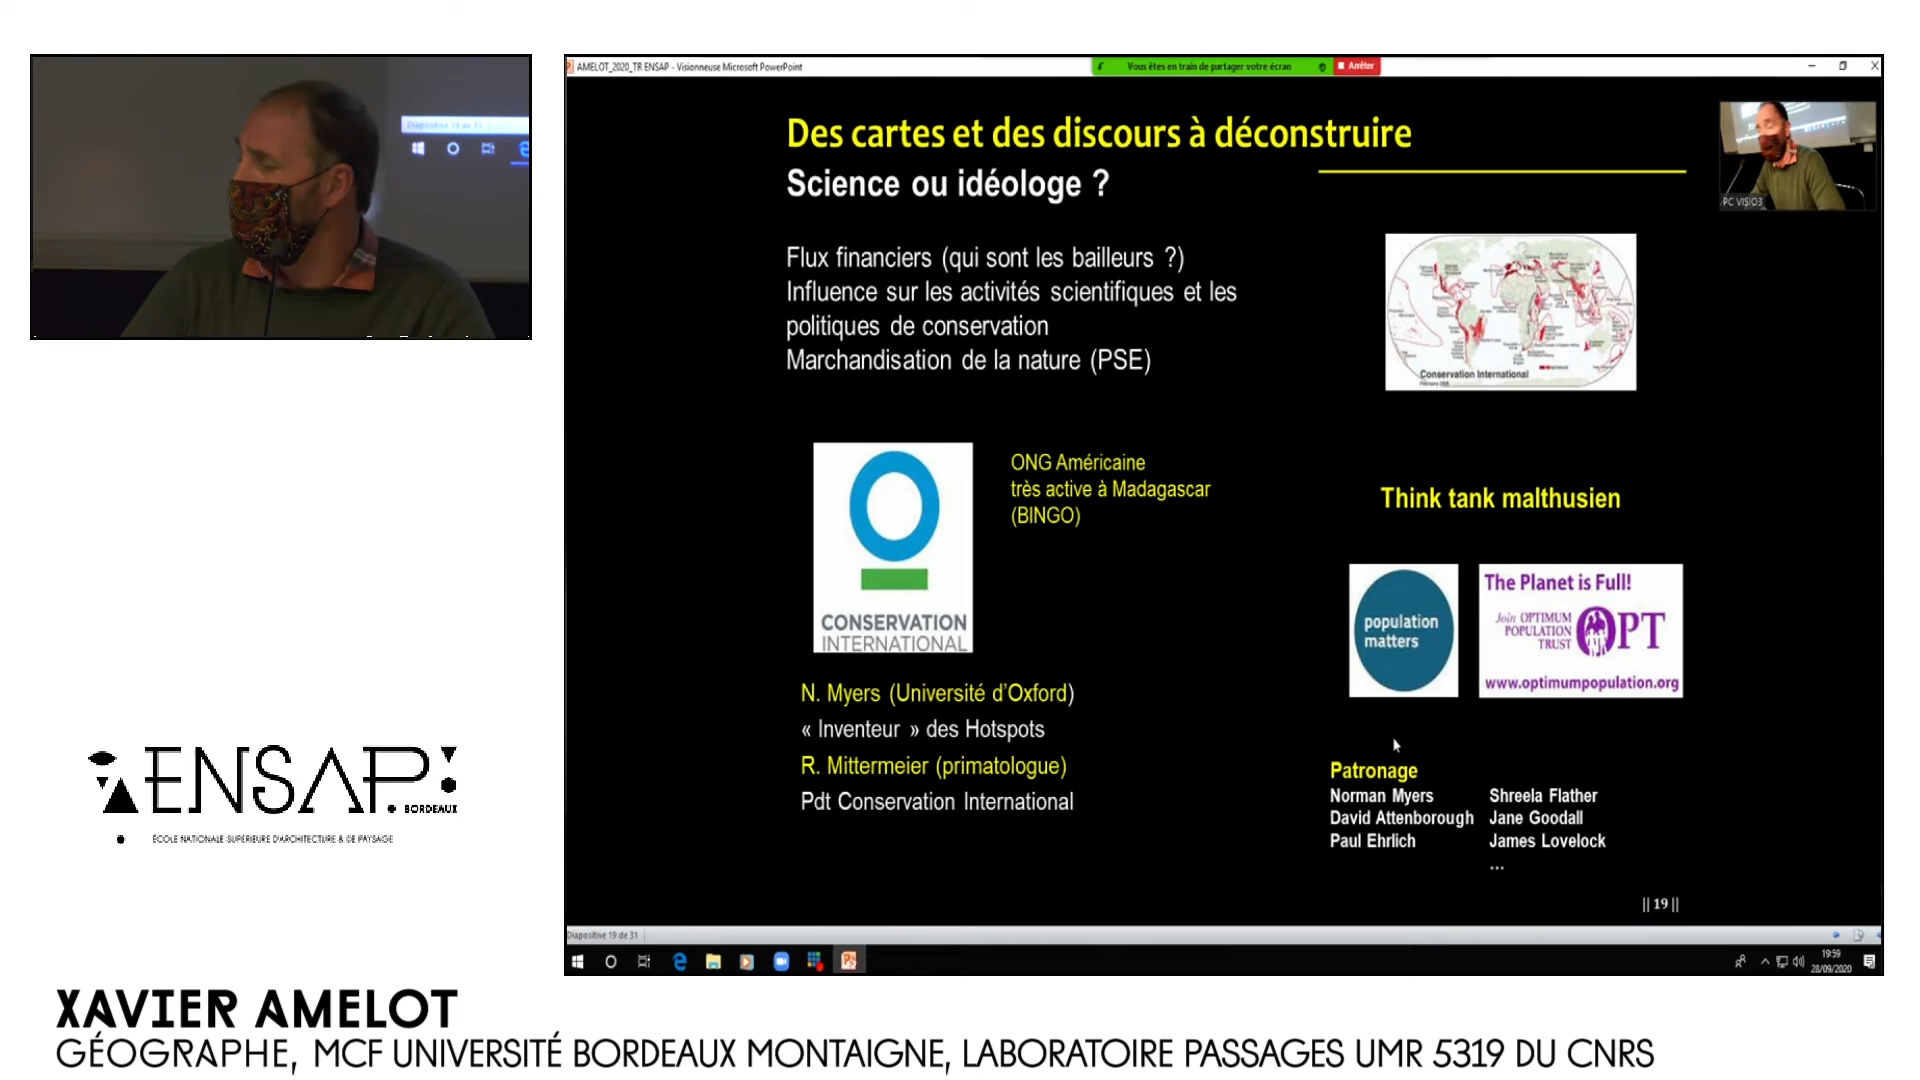 AMELOT_2020_TR ENSAP - Visionneuse Microsoft PowerPoint
Vous êtes en train de partager votre écran
Arrêter
Diapositive 19 de 31
Des cartes et des discours à déconstruire
Science ou idéologe ?
PC VISIO3
Flux financiers (qui sont les bailleurs ?)
Influence sur les activités scientifiques et les
politiques de conservation
Marchandisation de la nature (PSE)
Conservation International
ONG Américaine
très active à Madagascar
(BINGO)
CONSERVATION
INTERNATIONAL
Think tank malthusien
population
matters
The Planet is Full!
Join OPTIMUM
POPULATION
TRUST
OPT
www.optimumpopulation.org
N. Myers (Université d’Oxford)
« Inventeur » des Hotspots
R. Mittermeier (primatologue)
Pdt Conservation International
Patronage
Norman Myers
David Attenborough
Paul Ehrlich
Shreela Flather
Jane Goodall
James Lovelock
...
|| 19 ||
Diapositive 19 de 31
19:59
28/09/2020
ENSAP
BORDEAUX
ÉCOLE NATIONALE SUPÉRIEURE D'ARCHITECTURE & DE PAYSAGE
XAVIER AMELOT
GÉOGRAPHE, MCF UNIVERSITÉ BORDEAUX MONTAIGNE, LABORATOIRE PASSAGES UMR 5319 DU CNRS